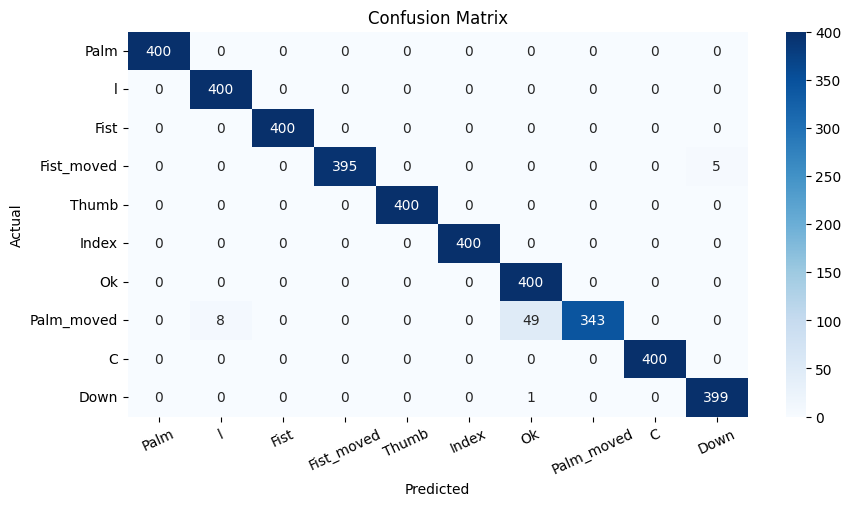 Confusion Matrix
Palm 400 0 0 0 0 0 0 0 0 0
l 0 400 0 0 0 0 0 0 0 0
Fist 0 0 400 0 0 0 0 0 0 0
Fist_moved 0 0 0 395 0 0 0 0 0 5
Thumb 0 0 0 0 400 0 0 0 0 0
Index 0 0 0 0 0 400 0 0 0 0
Ok 0 0 0 0 0 0 400 0 0 0
Palm_moved 0 8 0 0 0 0 49 343 0 0
C 0 0 0 0 0 0 0 0 400 0
Down 0 0 0 0 0 0 1 0 0 399
Palm l Fist Fist_moved Thumb Index Ok Palm_moved C Down
Predicted
Actual
400
350
300
250
200
150
100
50
0